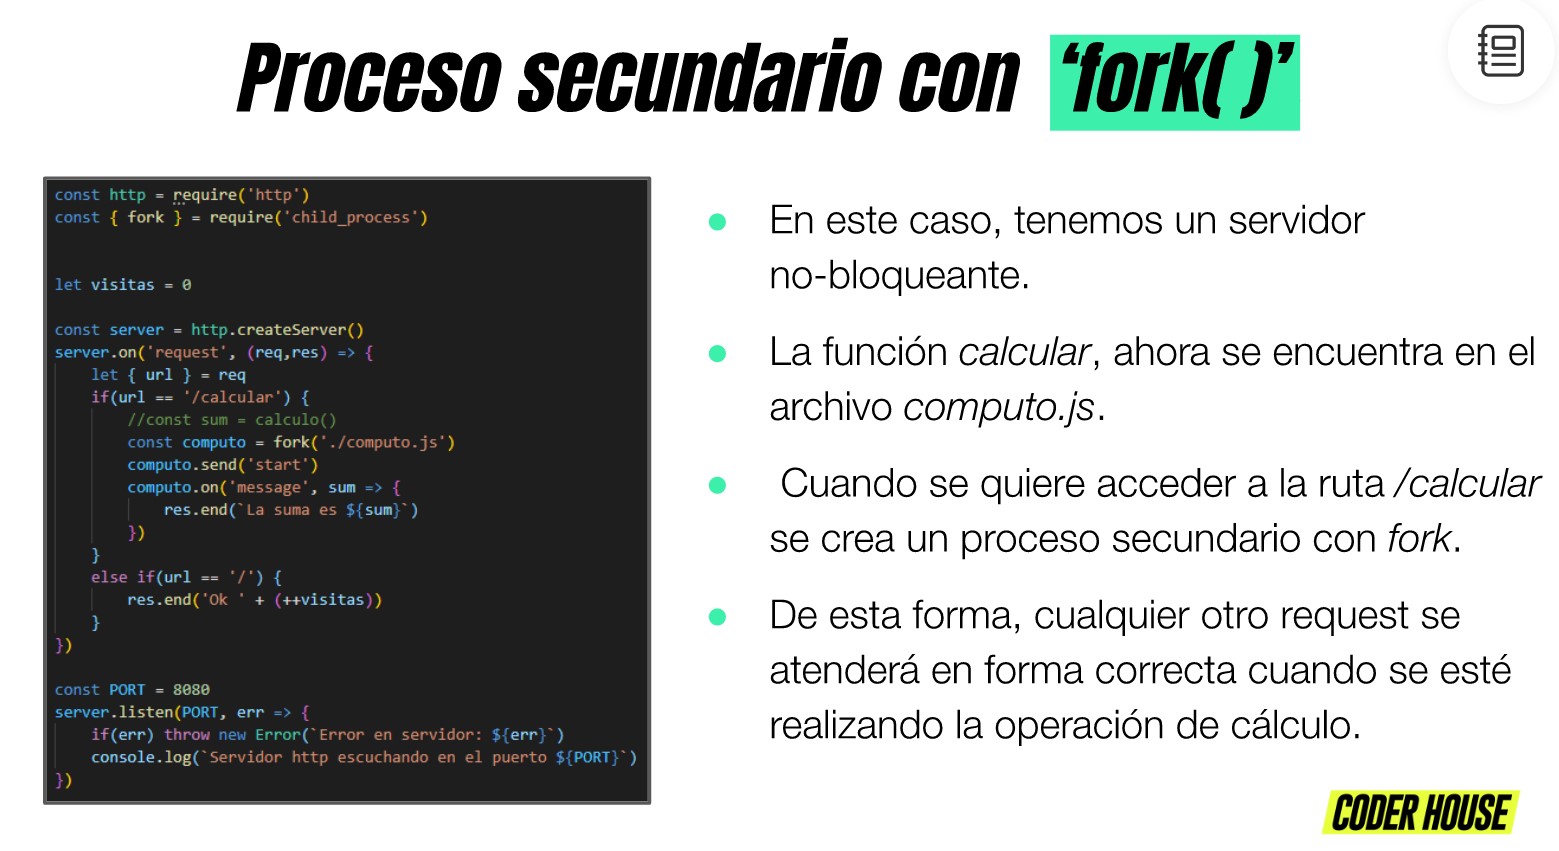 Proceso secundario con ‘fork( )’
const http = require('http')
const { fork } = require('child_process')
let visitas = 0
const server = http.createServer()
server.on('request', (req,res) => {
    let { url } = req
    if(url == '/calcular') {
        //const sum = calculo()
        const computo = fork('./computo.js')
        computo.send('start')
        computo.on('message', sum => {
            res.end(`La suma es ${sum}`)
        })
    }
    else if(url == '/') {
        res.end('Ok ' + (++visitas))
    }
})
const PORT = 8080
server.listen(PORT, err => {
    if(err) throw new Error(`Error en servidor: ${err}`)
    console.log(`Servidor http escuchando en el puerto ${PORT}`)
})
● En este caso, tenemos un servidor
no-bloqueante.
● La función calcular, ahora se encuentra en el
archivo computo.js.
● Cuando se quiere acceder a la ruta /calcular
se crea un proceso secundario con fork.
● De esta forma, cualquier otro request se
atenderá en forma correcta cuando se esté
realizando la operación de cálculo.
CODER HOUSE